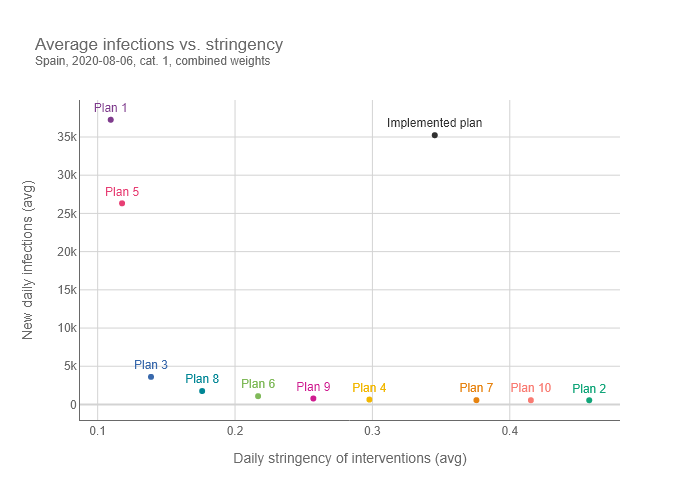 Average infections vs. stringency
Spain, 2020-08-06, cat. 1, combined weights
Plan 1
Implemented plan
35k
30k
Plan 5
25k
20k
15k
10k
5k
0
Plan 3
Plan 8
Plan 6
Plan 9
Plan 4
Plan 7
Plan 10
Plan 2
0.1
0.2
0.3
0.4
New daily infections (avg)
Daily stringency of interventions (avg)